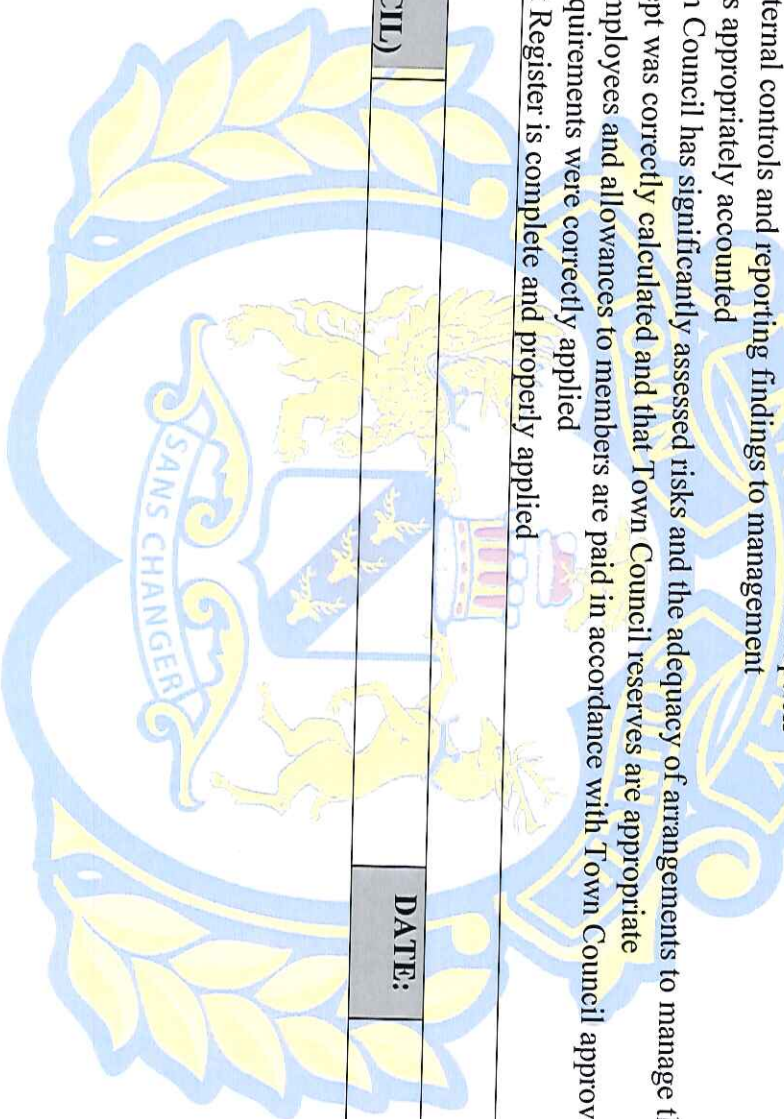 ternal controls and reporting findings to management
s appropriately accounted
n Council has significantly assessed risks and the adequacy of arrangements to manage t
ept was correctly calculated and that Town Council reserves are appropriate
mployees and allowances to members are paid in accordance with Town Council approv
quirements were correctly applied
Register is complete and properly applied
CIL)
DATE:
SANS CHANGER